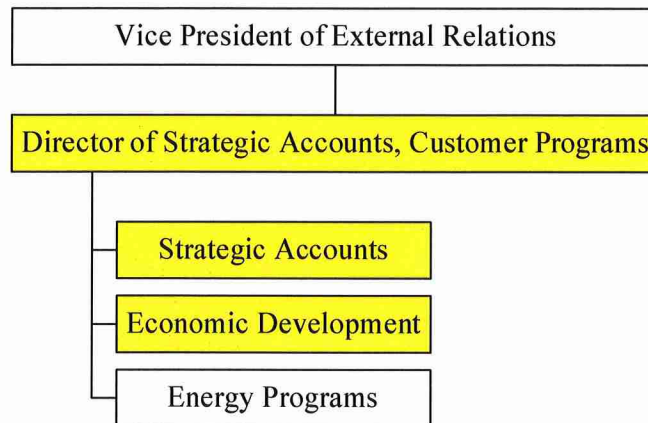 Vice President of External Relations
Director of Strategic Accounts, Customer Programs
Strategic Accounts
Economic Development
Energy Programs